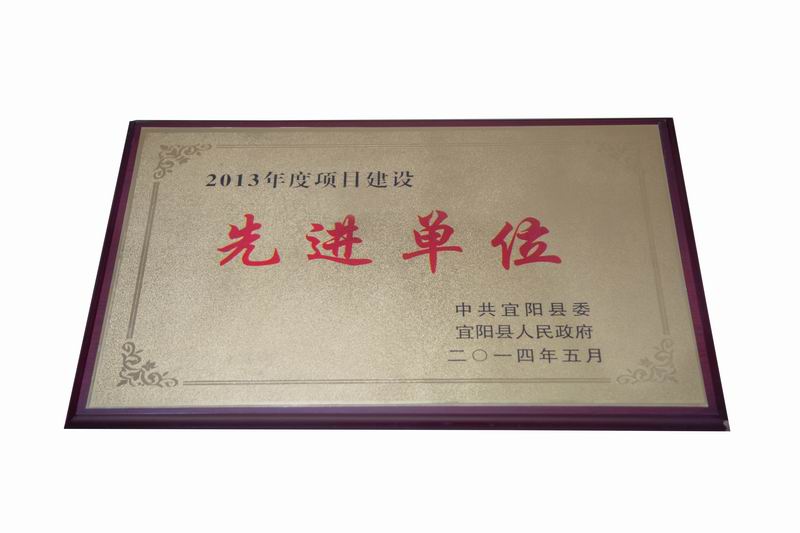 2013年度项目建设
先进单位
中共宜阳县委
宜阳县人民政府
二〇一四年五月